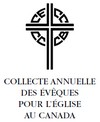 COLLECTE ANNUELLE
DES ÉVÊQUES
POUR L'ÉGLISE
AU CANADA